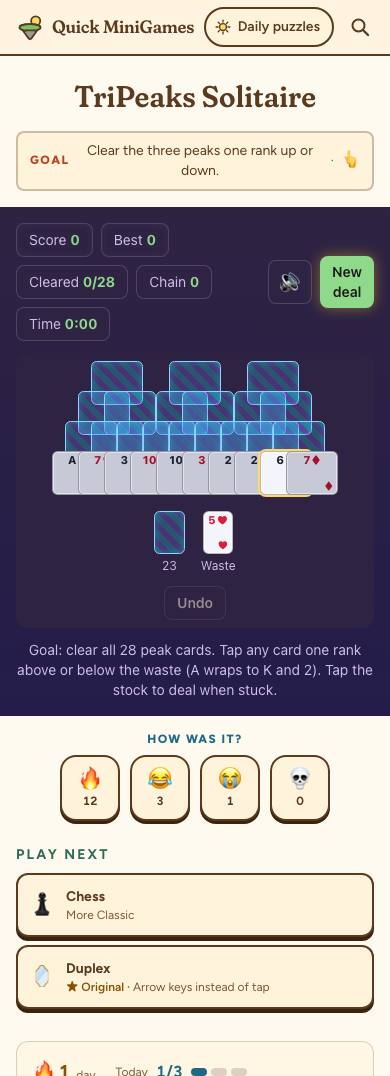 Quick MiniGames
Daily puzzles
TriPeaks Solitaire
GOAL
Clear the three peaks one rank up or
down.
Score 0
Best 0
Cleared 0/28
Chain 0
Time 0:00
New
deal
A 7 3 10 10 3 2 2 6 7♦
5♥
23
Waste
Undo
Goal: clear all 28 peak cards. Tap any card one rank
above or below the waste (A wraps to K and 2). Tap the
stock to deal when stuck.
HOW WAS IT?
12
3
1
0
PLAY NEXT
Chess
More Classic
Duplex
★ Original · Arrow keys instead of tap
1 day
Today 1/3